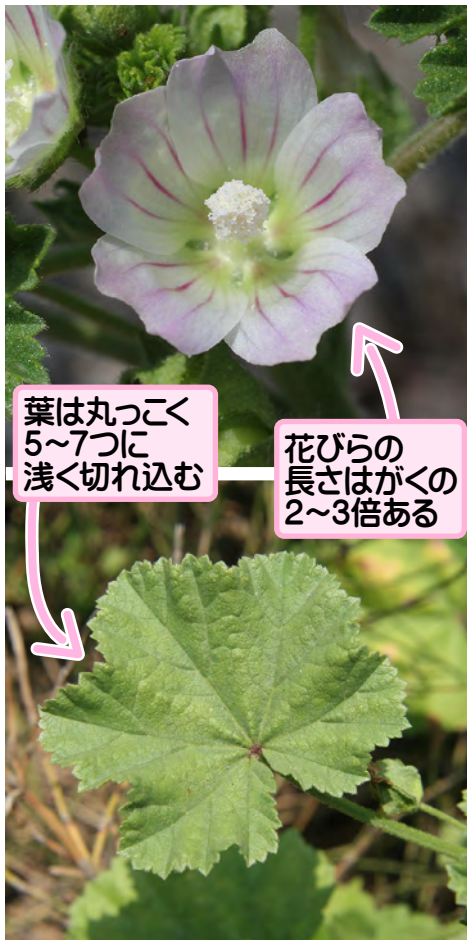 葉は丸っこく
5〜7つに
浅く切れ込む
花びらの
長さはがくの
2〜3倍ある